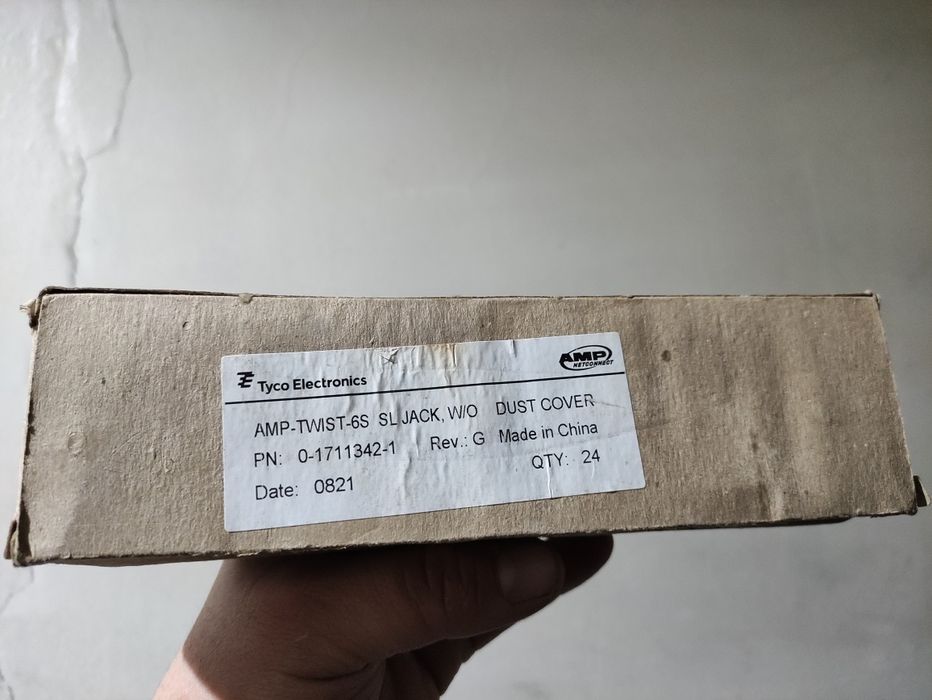 Tyco Electronics
AMP NETCONNECT
AMP-TWIST-6S SL JACK, W/O DUST COVER
PN: 0-1711342-1 Rev.: G Made in China
Date: 0821 QTY: 24